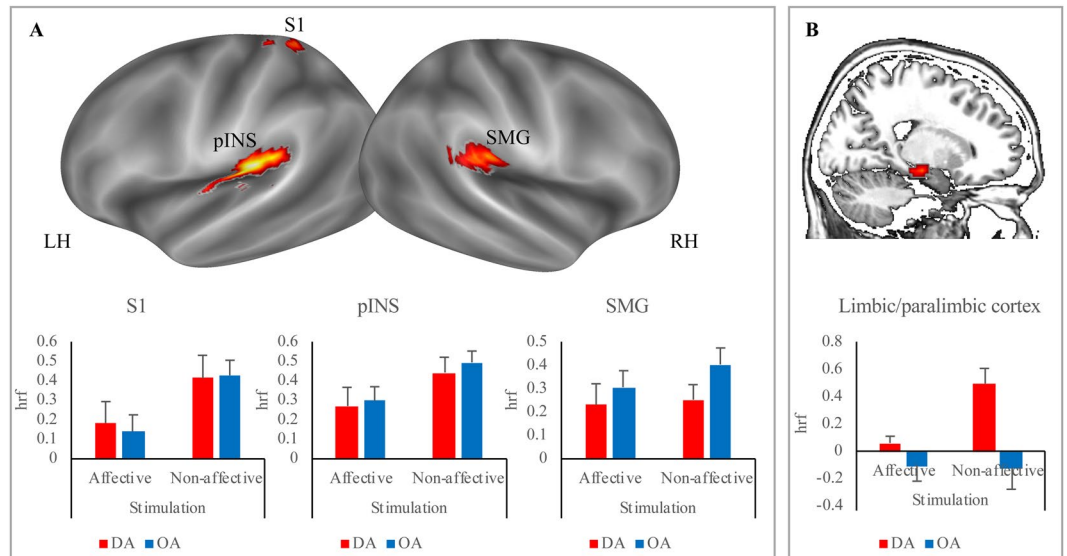 A
S1
pINS
SMG
LH
RH
S1
hrf
0.6
0.5
0.4
0.3
0.2
0.1
0
Affective Non-affective
Stimulation
DA OA
pINS
0.6
0.5
0.4
0.3
0.2
0.1
0
Affective Non-affective
Stimulation
DA OA
SMG
0.5
0.4
0.3
0.2
0.1
0
Affective Non-affective
Stimulation
DA OA
B
Limbic/paralimbic cortex
hrf
0.8
0.6
0.4
0.2
0
-0.2
-0.4
Affective Non-affective
Stimulation
DA OA